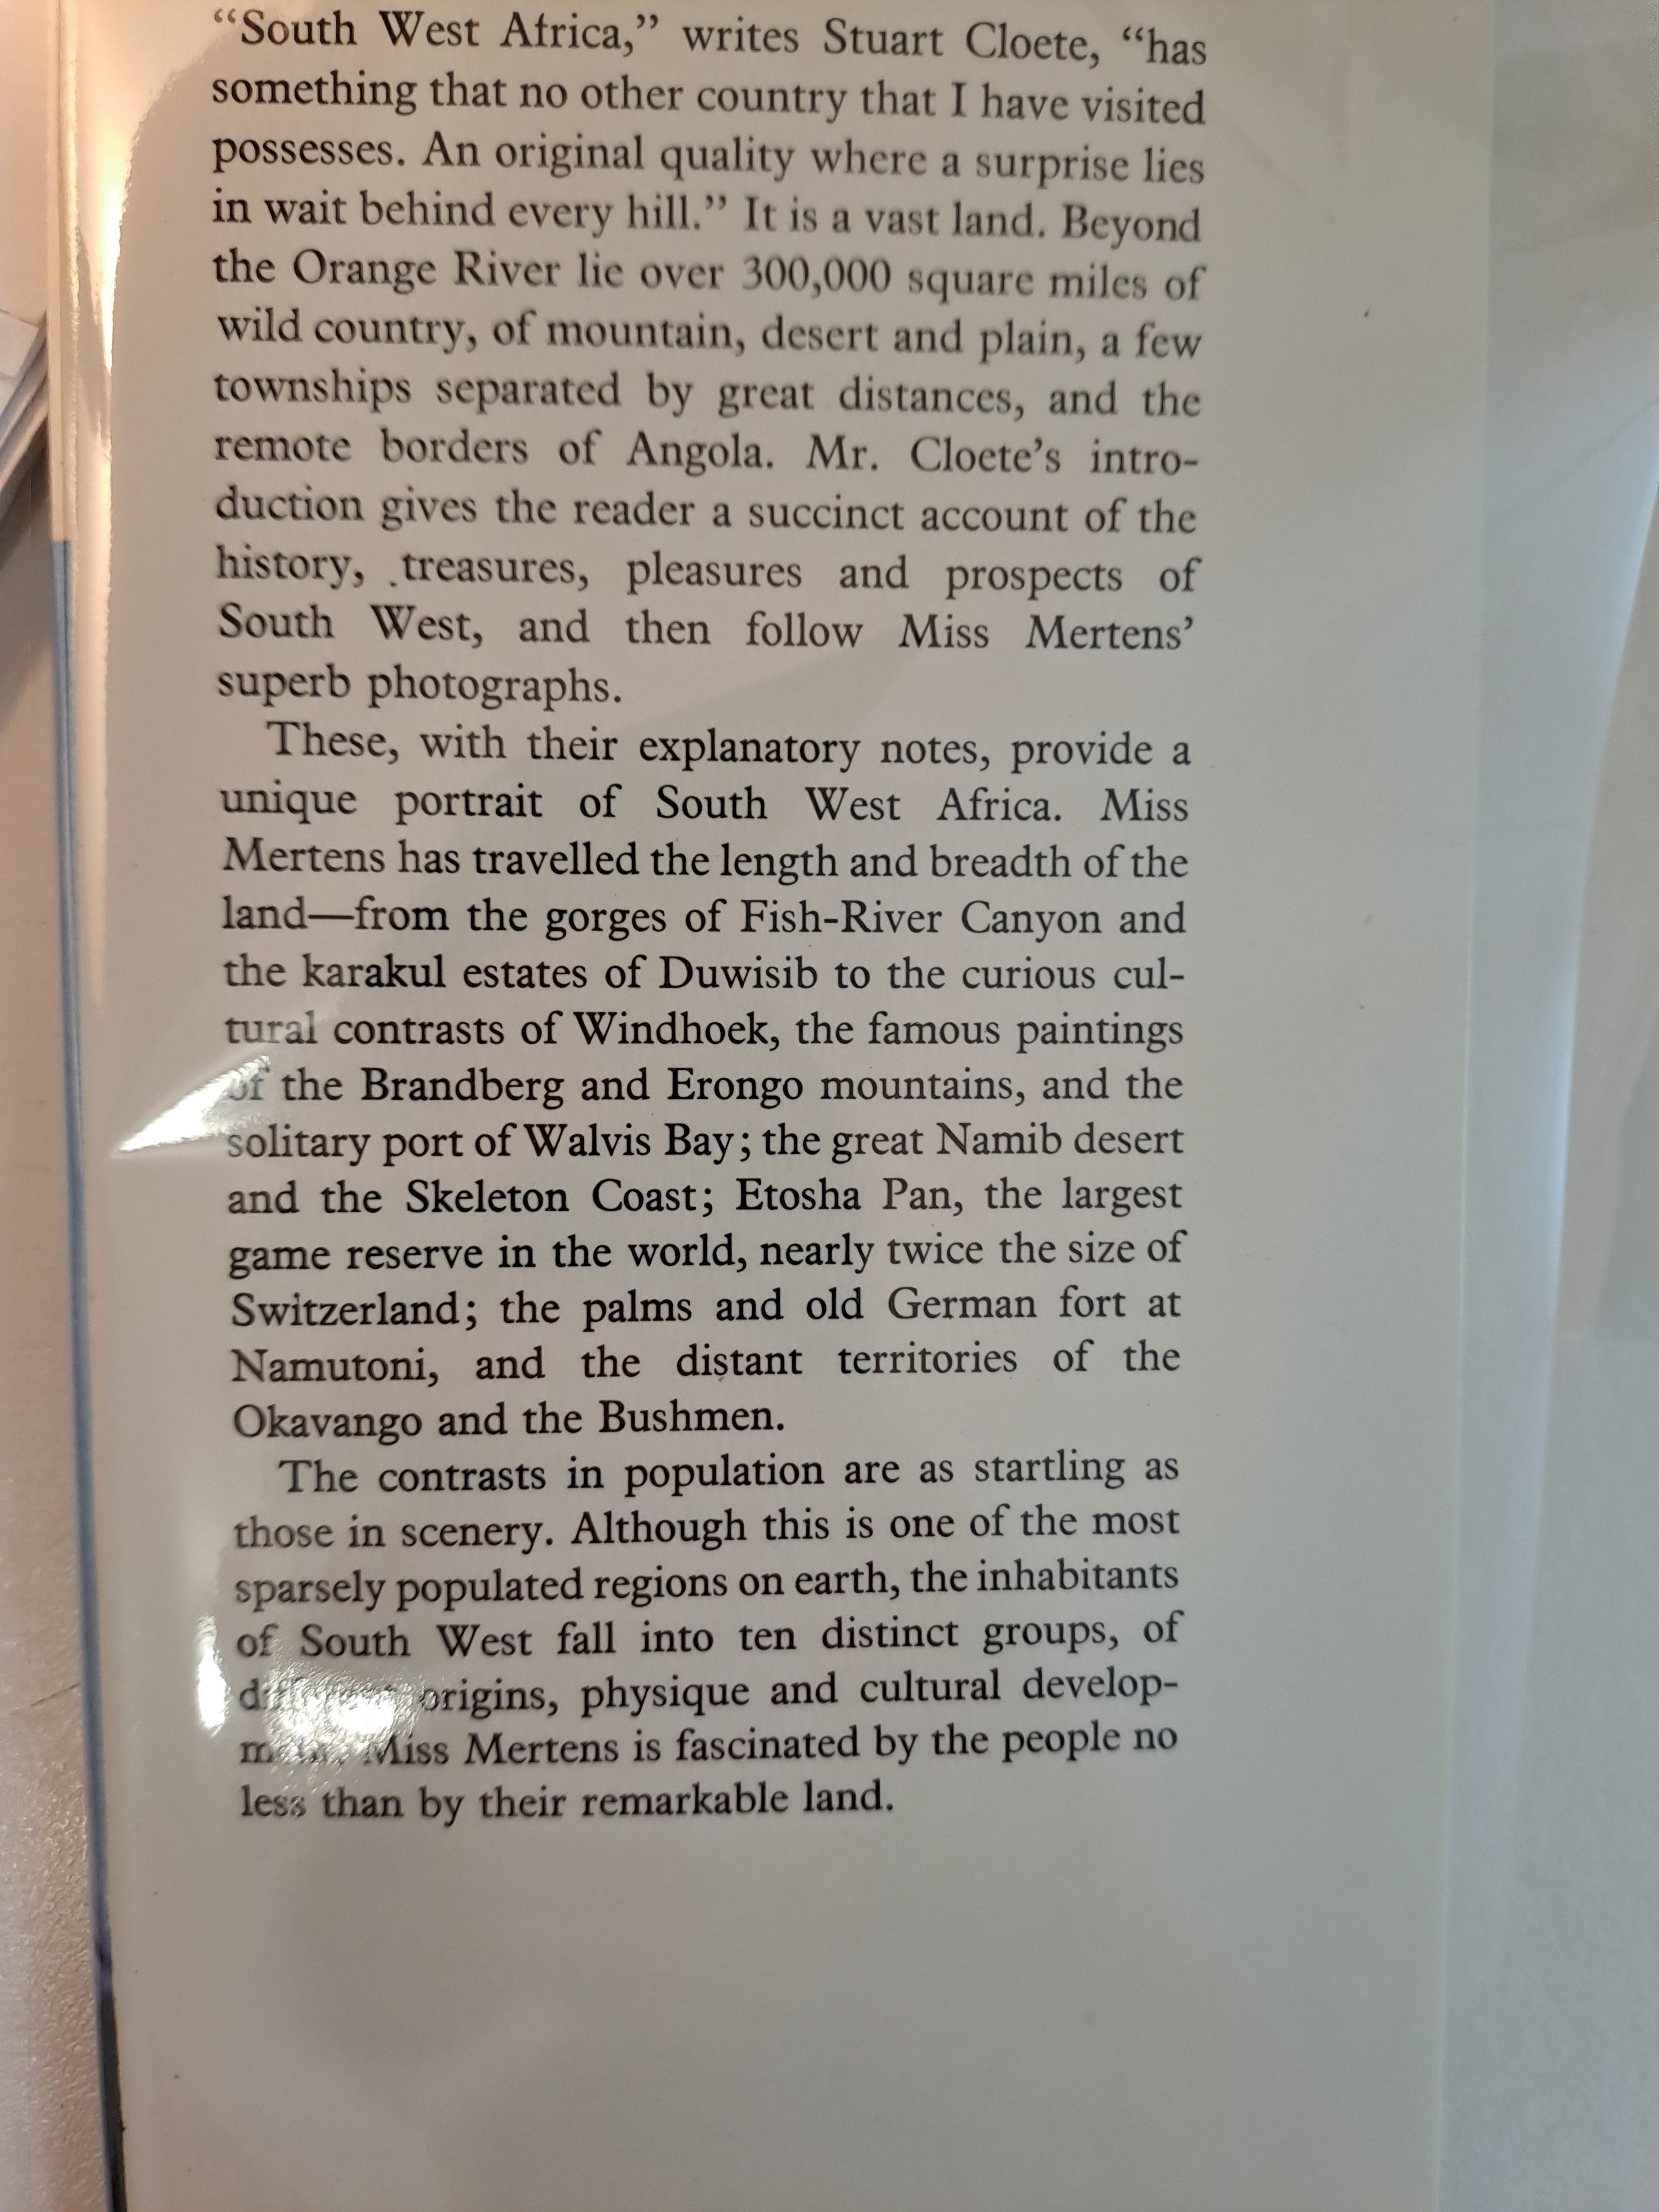 “South West Africa,” writes Stuart Cloete, “has
something that no other country that I have visited
possesses. An original quality where a surprise lies
in wait behind every hill.” It is a vast land. Beyond
the Orange River lie over 300,000 square miles of
wild country, of mountain, desert and plain, a few
townships separated by great distances, and the
remote borders of Angola. Mr. Cloete’s intro-
duction gives the reader a succinct account of the
history, treasures, pleasures and prospects of
South West, and then follow Miss Mertens’
superb photographs.
These, with their explanatory notes, provide a
unique portrait of South West Africa. Miss
Mertens has travelled the length and breadth of the
land—from the gorges of Fish-River Canyon and
the karakul estates of Duwisib to the curious cul-
tural contrasts of Windhoek, the famous paintings
of the Brandberg and Erongo mountains, and the
solitary port of Walvis Bay; the great Namib desert
and the Skeleton Coast; Etosha Pan, the largest
game reserve in the world, nearly twice the size of
Switzerland; the palms and old German fort at
Namutoni, and the distant territories of the
Okavango and the Bushmen.
The contrasts in population are as startling as
those in scenery. Although this is one of the most
sparsely populated regions on earth, the inhabitants
of South West fall into ten distinct groups, of
origins, physique and cultural develop-
Miss Mertens is fascinated by the people no
less than by their remarkable land.